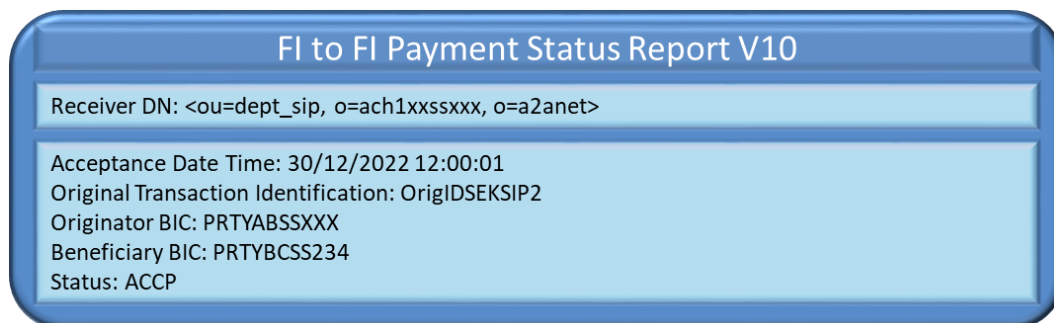 FI to FI Payment Status Report V10
Receiver DN: <ou=dept_sip, o=ach1xxssxxx, o=a2anet>
Acceptance Date Time: 30/12/2022 12:00:01
Original Transaction Identification: OrigIDSEKSIP2
Originator BIC: PRTYABSSXXX
Beneficiary BIC: PRTYBCSS234
Status: ACCP